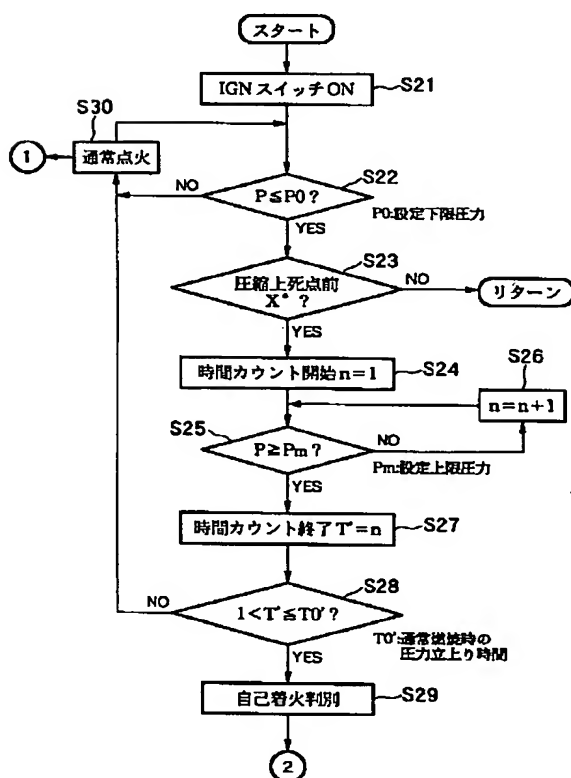 スタート
IGNスイッチON
S21
S30
通常点火
1
S22
P≦P0?
NO
P0:設定下限圧力
YES
S23
圧縮上死点前
X°?
NO
リターン
YES
時間カウント開始n=1
S24
S26
n=n+1
S25
P≧Pm?
NO
Pm:設定上限圧力
YES
時間カウント終了T'=n
S27
S28
NO
1<T'≦T0'?
T0':通常燃焼時の
圧力立上り時間
YES
自己着火判別
S29
2